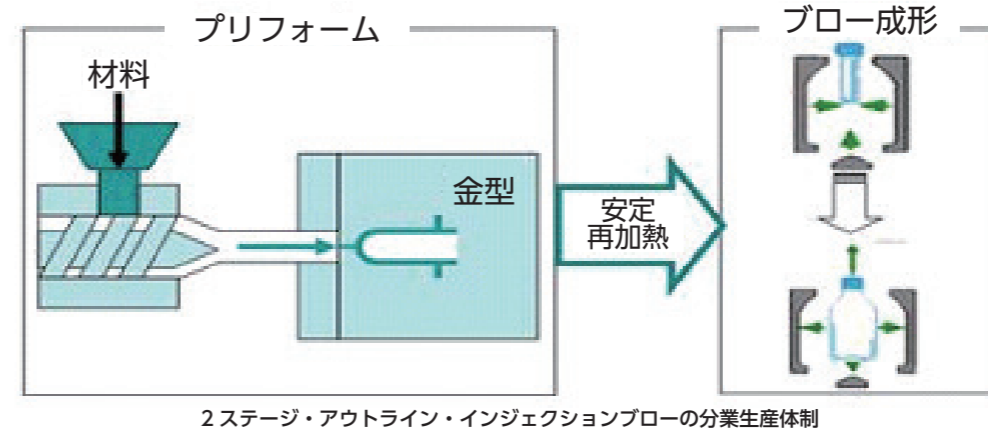 プリフォーム
材料
金型
安定
再加熱
ブロー成形
2 ステージ・アウトライン・インジェクションブローの分業生産体制